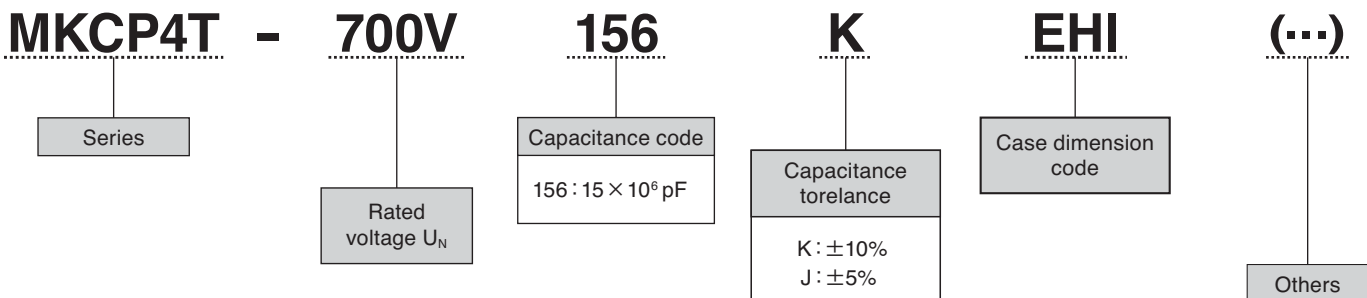 MKCP4T - 700V 156 K EHI (···)
Series
Rated
voltage UN
Capacitance code
156：15×10⁶ pF
Capacitance
torelance
K：±10%
J：±5%
Case dimension
code
Others